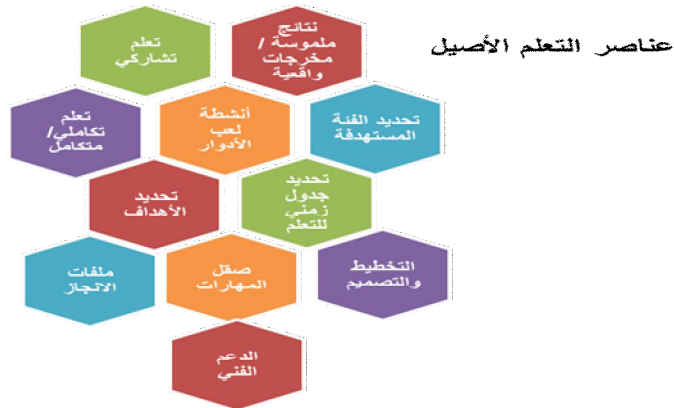 عناصر التعلم الأصيل
نتائج
ملموسة /
مخرجات
واقعية
تعلم
تشاركي
تحديد الفئة
المستهدفة
أنشطة
لعب
الأدوار
تعلم
تكاملي/
متكامل
تحديد
جدول
زمني
للتعلم
تحديد
الأهداف
التخطيط
والتصميم
صقل
المهارات
ملفات
الانجاز
الدعم
الفني